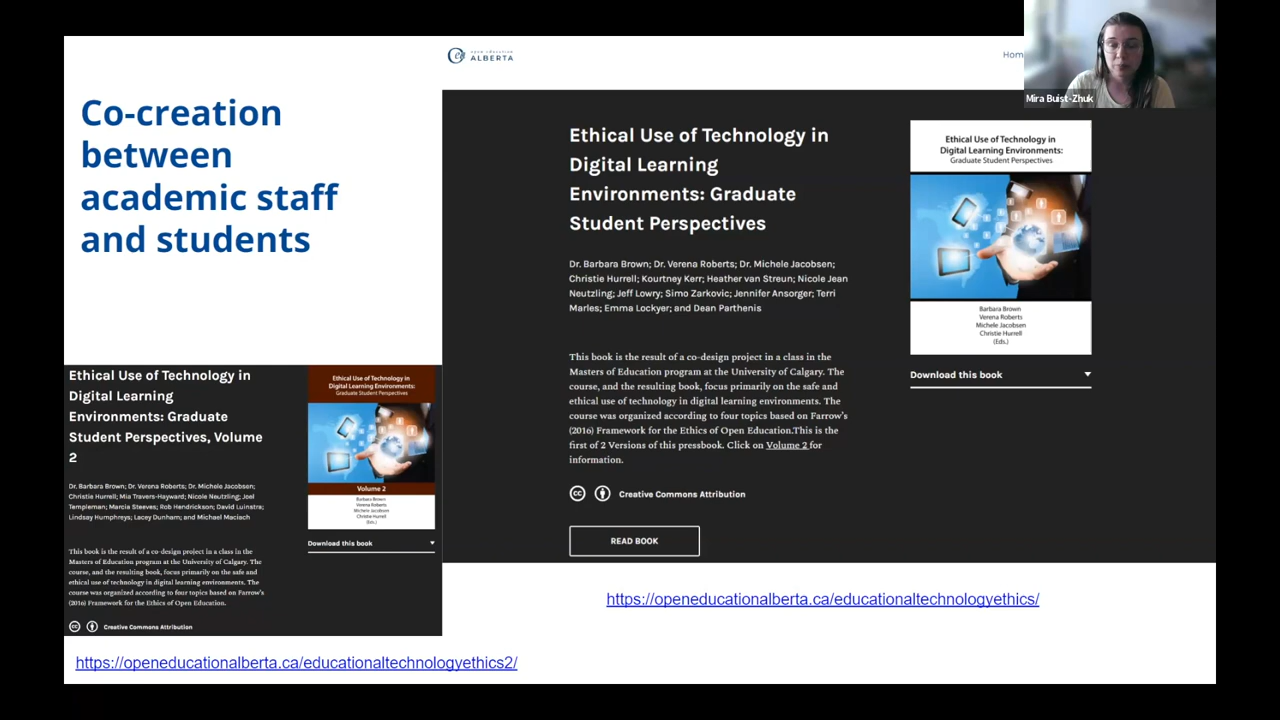 Co-creation
between
academic staff
and students
open education
ALBERTA
Hom
Mira Buist-Zhuk
Ethical Use of Technology in
Digital Learning
Environments: Graduate
Student Perspectives
Dr. Barbara Brown; Dr. Verena Roberts; Dr. Michele Jacobsen;
Christie Hurrell; Kourtney Kerr; Heather van Streun; Nicole Jean
Neutzling; Jeff Lowry; Simo Zarkovic; Jennifer Ansorger; Terri
Marles; Emma Lockyer; and Dean Parthenis
This book is the result of a co-design project in a class in the
Masters of Education program at the University of Calgary. The
course, and the resulting book, focus primarily on the safe and
ethical use of technology in digital learning environments. The
course was organized according to four topics based on Farrow's
(2016) Framework for the Ethics of Open Education.This is the
first of 2 Versions of this pressbook. Click on Volume 2 for
information.
Creative Commons Attribution
READ BOOK
Ethical Use of Technology in
Digital Learning Environments:
Graduate Student Perspectives
Barbara Brown
Verena Roberts
Michele Jacobsen
Christie Hurrell
(Eds.)
Download this book
https://openeducationalberta.ca/educationaltechnologyethics/
Ethical Use of Technology in
Digital Learning
Environments: Graduate
Student Perspectives, Volume
2
Dr. Barbara Brown; Dr. Verena Roberts; Dr. Michele Jacobsen;
Christie Hurrell; Mia Travers-Hayward; Nicole Neutzling; Joel
Templeman; Marcia Steeves; Rob Hendrickson; David Luinstra;
Lindsay Humphreys; Lacey Dunham; and Michael Maciach
This book is the result of a co-design project in a class in the
Masters of Education program at the University of Calgary. The
course, and the resulting book, focus primarily on the safe and
ethical use of technology in digital learning environments. The
course was organized according to four topics based on Farrow's
(2016) Framework for the Ethics of Open Education.
Creative Commons Attribution
Ethical Use of Technology in
Digital Learning Environments:
Graduate Student Perspectives
Volume 2
Barbara Brown
Verena Roberts
Michele Jacobsen
Christie Hurrell
(Eds.)
Download this book
https://openeducationalberta.ca/educationaltechnologyethics2/